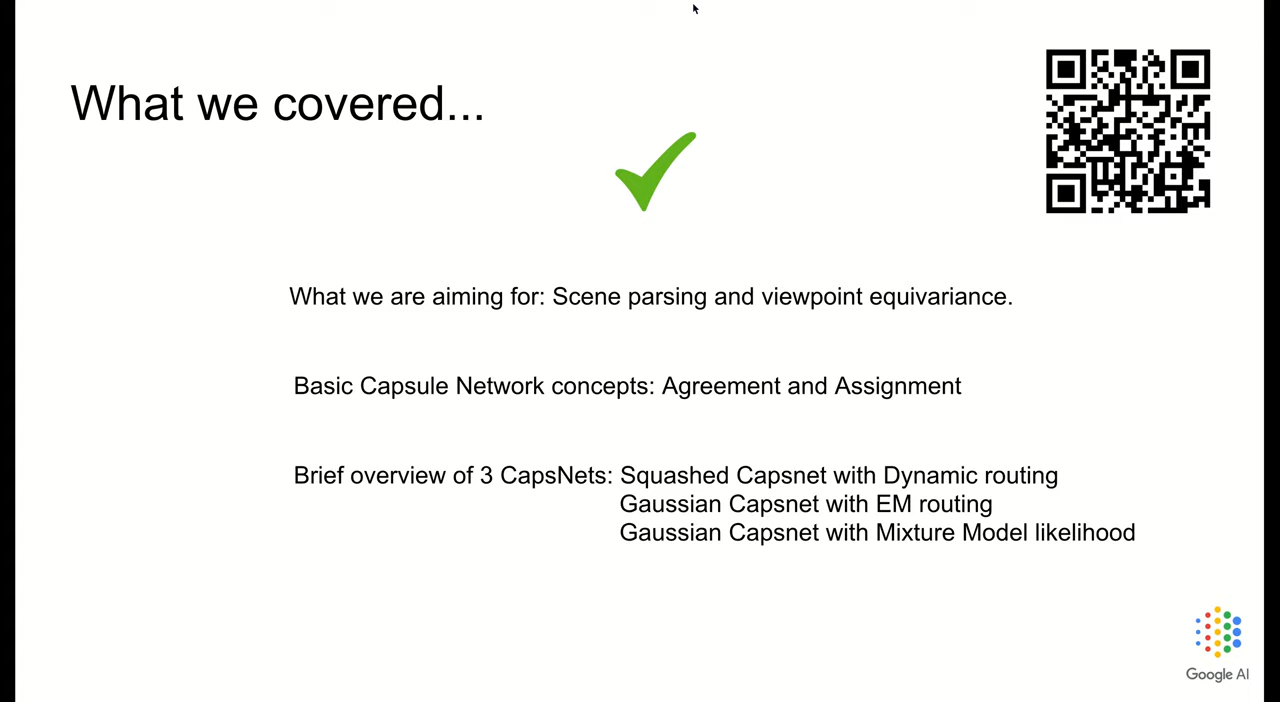 What we covered...
What we are aiming for: Scene parsing and viewpoint equivariance.
Basic Capsule Network concepts: Agreement and Assignment
Brief overview of 3 CapsNets: Squashed Capsnet with Dynamic routing
Gaussian Capsnet with EM routing
Gaussian Capsnet with Mixture Model likelihood
Google AI